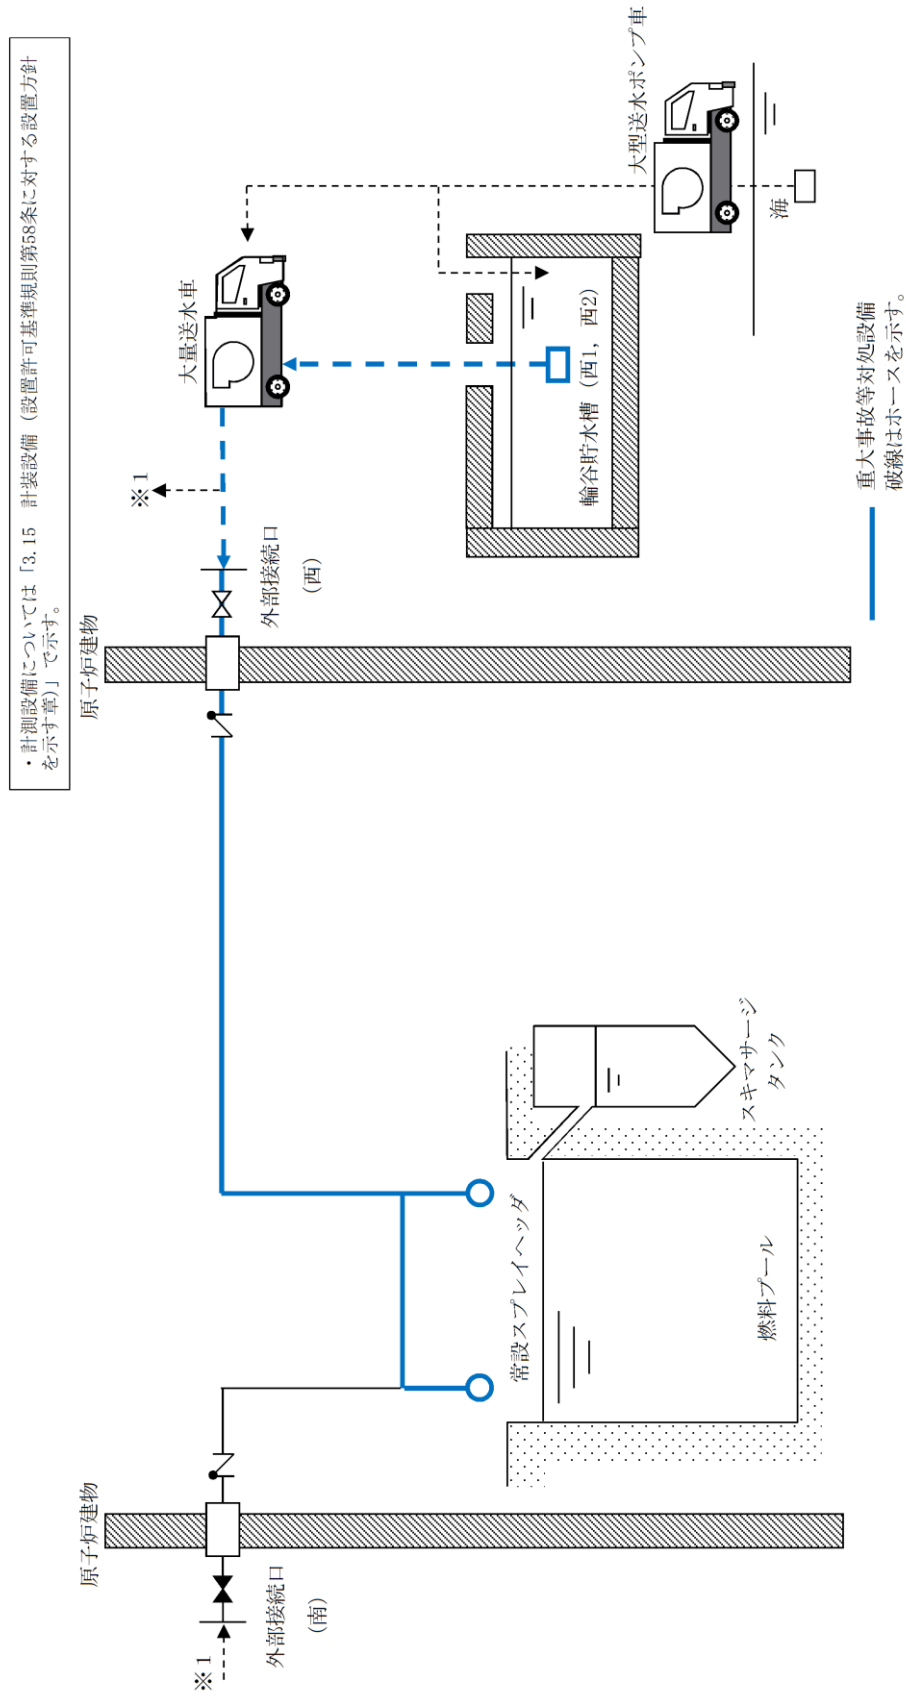 ・計測設備については「3.15　計装設備（設置許可基準規則第58条に対する設置方針
を示す章）」で示す。
原子炉建物
※1
外部接続口
（南）
常設スプレイヘッダ
燃料プール
スキマサージ
タンク
原子炉建物
外部接続口
（西）
※1
大量送水車
輪谷貯水槽（西1，西2）
大型送水ポンプ車
海
重大事故等対処設備
破線はホースを示す。